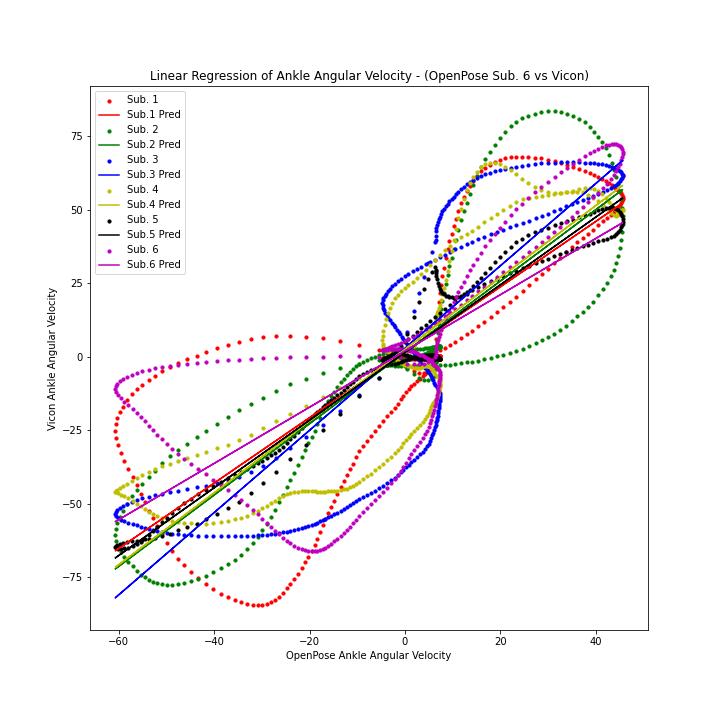 Linear Regression of Ankle Angular Velocity - (OpenPose Sub. 6 vs Vicon)
Sub. 1
Sub.1 Pred
Sub. 2
Sub.2 Pred
Sub. 3
Sub.3 Pred
Sub. 4
Sub.4 Pred
Sub. 5
Sub.5 Pred
Sub. 6
Sub.6 Pred
75
50
25
0
−25
−50
−75
Vicon Ankle Angular Velocity
−60
−40
−20
0
20
40
OpenPose Ankle Angular Velocity